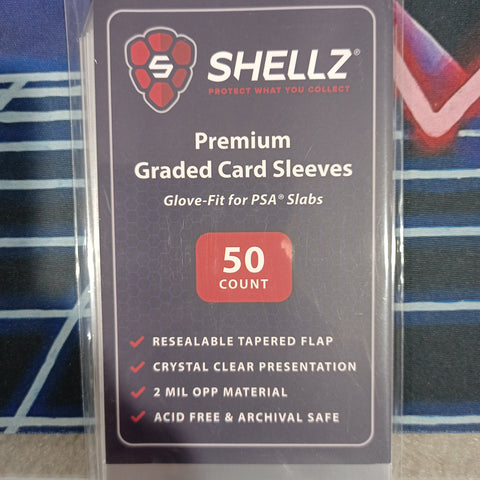 S SHELLZ®
PROTECT WHAT YOU COLLECT
Premium
Graded Card Sleeves
Glove-Fit for PSA® Slabs
50
COUNT
RESEALABLE TAPERED FLAP
CRYSTAL CLEAR PRESENTATION
2 MIL OPP MATERIAL
ACID FREE & ARCHIVAL SAFE